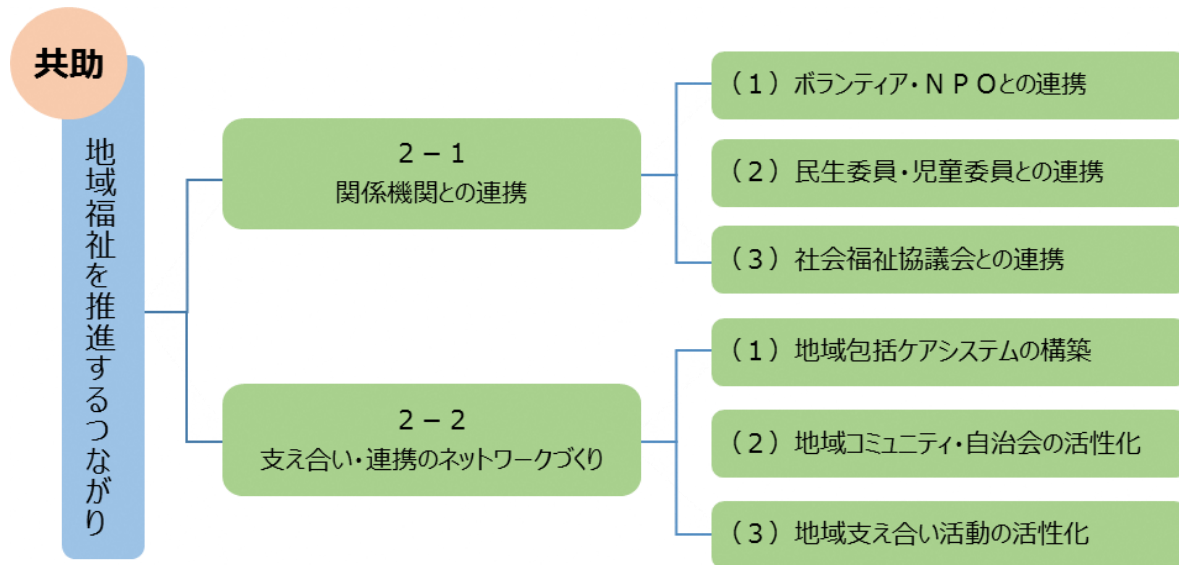 共助
地域福祉を推進するつながり
２－１
関係機関との連携
（１）ボランティア・ＮＰＯとの連携
（２）民生委員・児童委員との連携
（３）社会福祉協議会との連携
２－２
支え合い・連携のネットワークづくり
（１）地域包括ケアシステムの構築
（２）地域コミュニティ・自治会の活性化
（３）地域支え合い活動の活性化